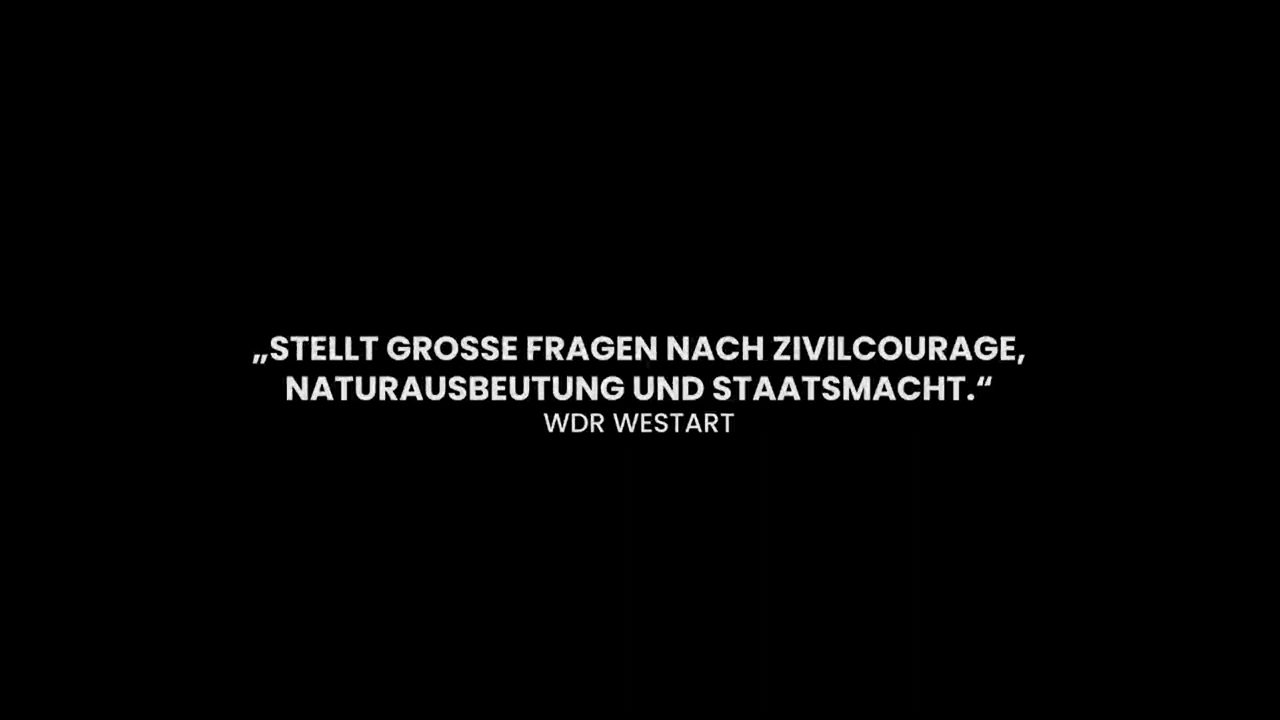 „STELLT GROSSE FRAGEN NACH ZIVILCOURAGE,
NATURAUSBEUTUNG UND STAATSMACHT.“
WDR WESTART